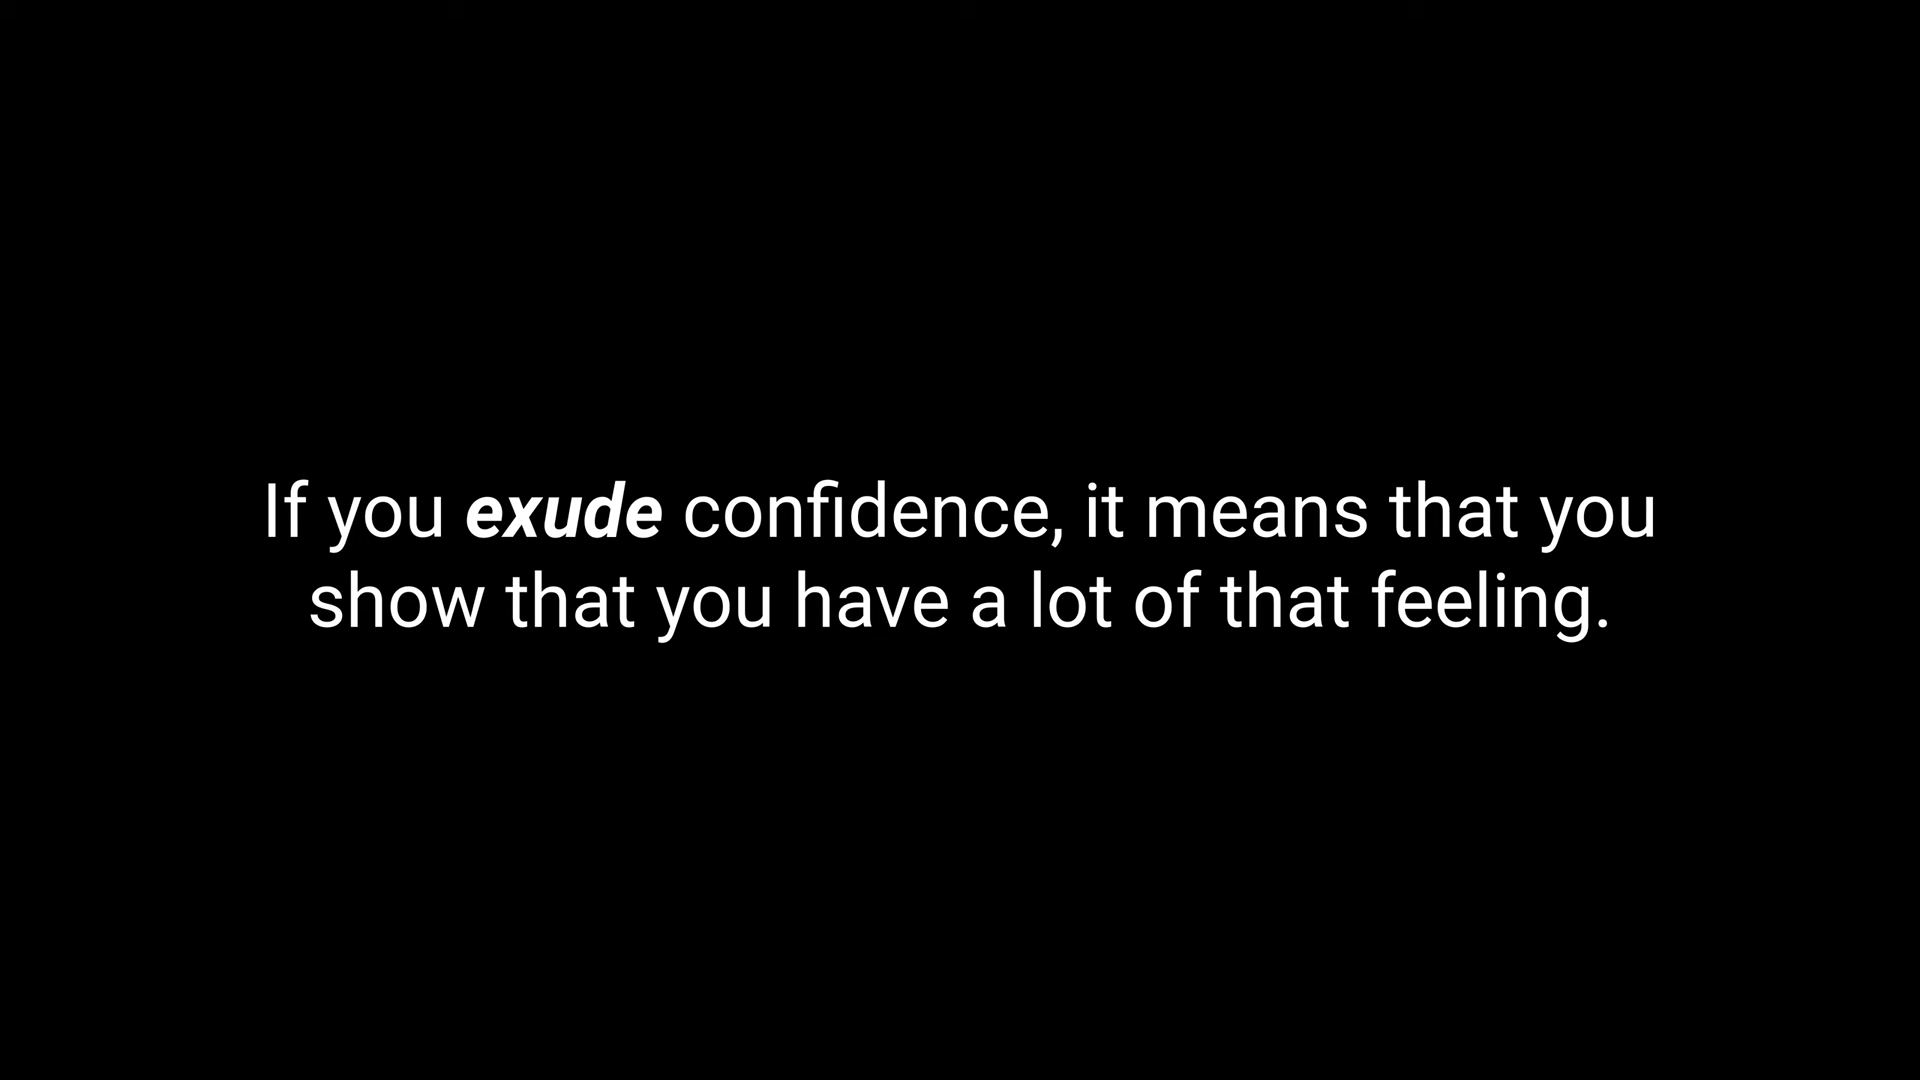 If you exude confidence, it means that you
show that you have a lot of that feeling.